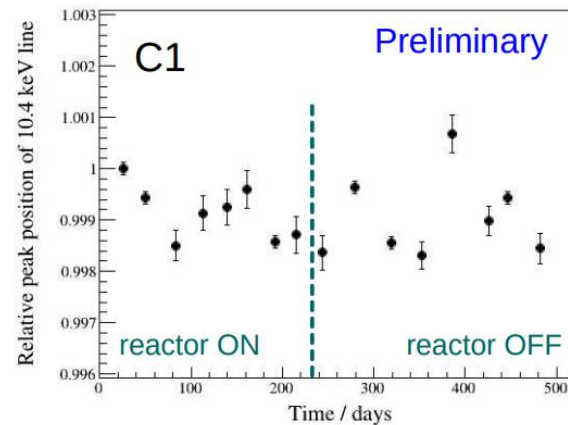 1.003
Preliminary
C1
1.002
1.001
1
0.999
0.998
0.997
0.996
Relative peak position of 10.4 keV line
reactor ON
reactor OFF
0
100
200
300
400
500
Time / days